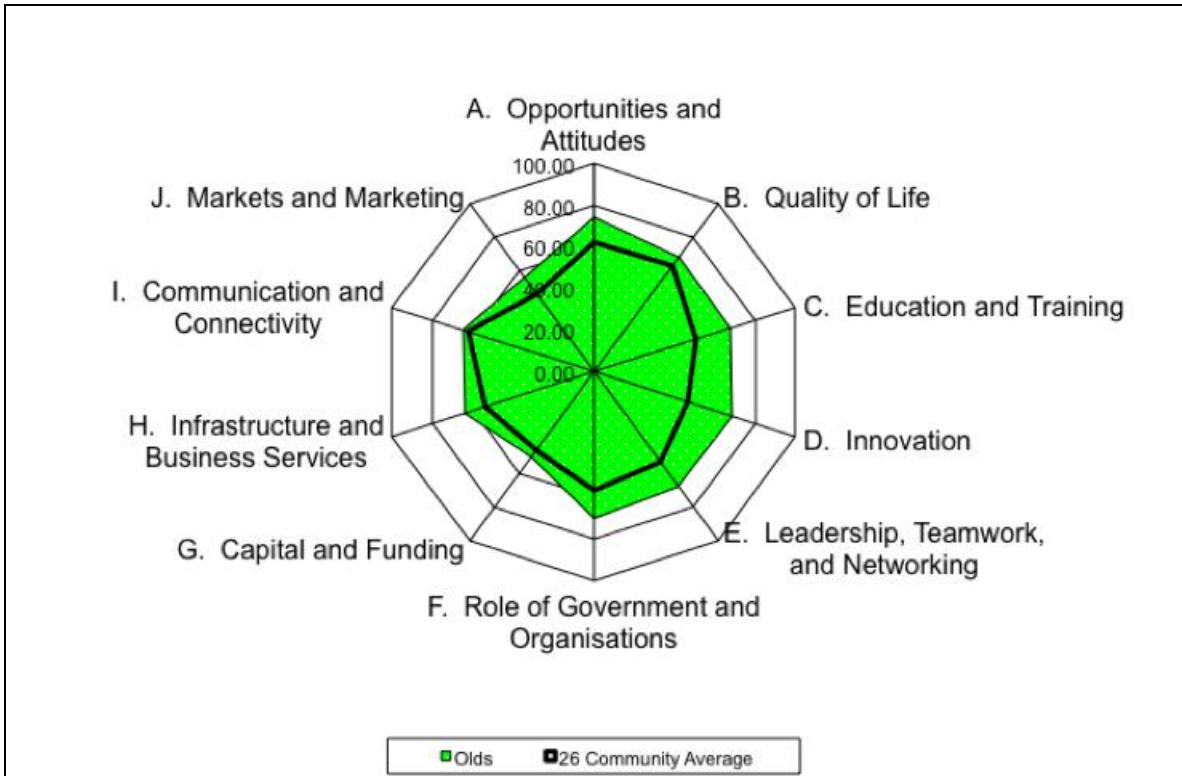 A. Opportunities and
Attitudes
100.00
80.00
60.00
40.00
20.00
0.00
B. Quality of Life
C. Education and Training
D. Innovation
E. Leadership, Teamwork,
and Networking
F. Role of Government and
Organisations
G. Capital and Funding
H. Infrastructure and
Business Services
I. Communication and
Connectivity
J. Markets and Marketing
Olds
26 Community Average